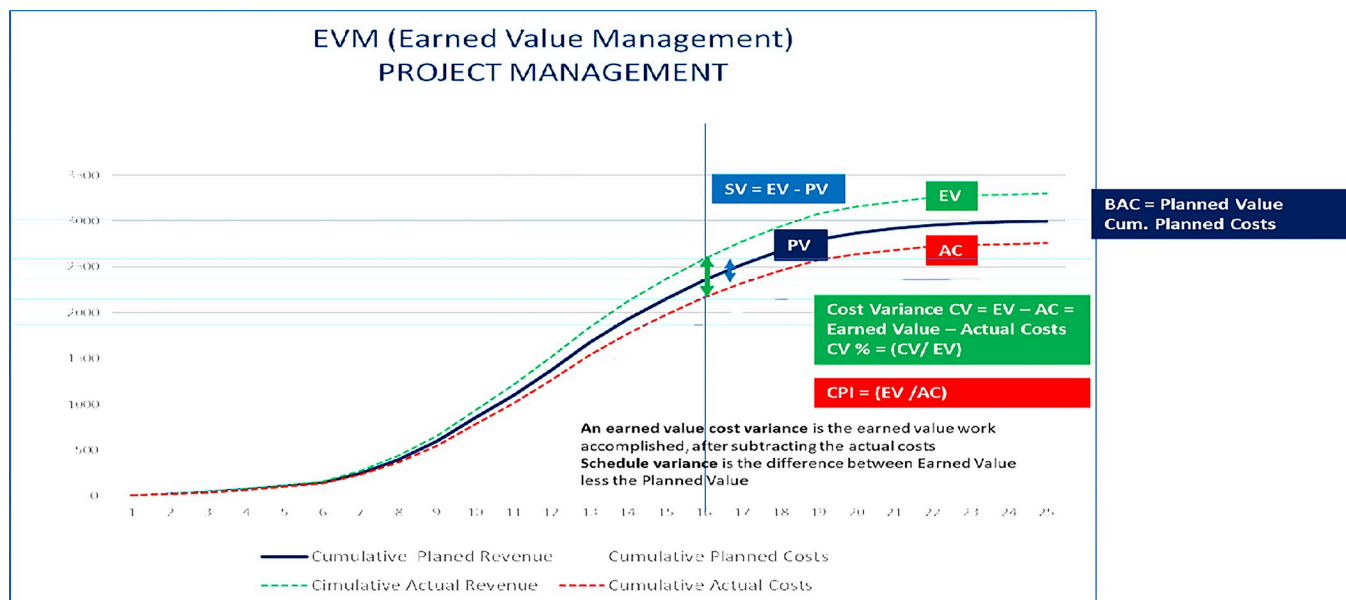 EVM (Earned Value Management)
PROJECT MANAGEMENT
3500
3000
2500
2000
1500
1000
500
0
SV = EV - PV
EV
PV
AC
BAC = Planned Value
Cum. Planned Costs
Cost Variance CV = EV – AC =
Earned Value – Actual Costs
CV % = (CV/ EV)
CPI = (EV /AC)
An earned value cost variance is the earned value work
accomplished, after subtracting the actual costs
Schedule variance is the difference between Earned Value
less the Planned Value
1 2 3 4 5 6 7 8 9 10 11 12 13 14 15 16 17 18 19 20 21 22 23 24 25
Cumulative Planed Revenue Cumulative Planned Costs
Cimulative Actual Revenue Cumulative Actual Costs